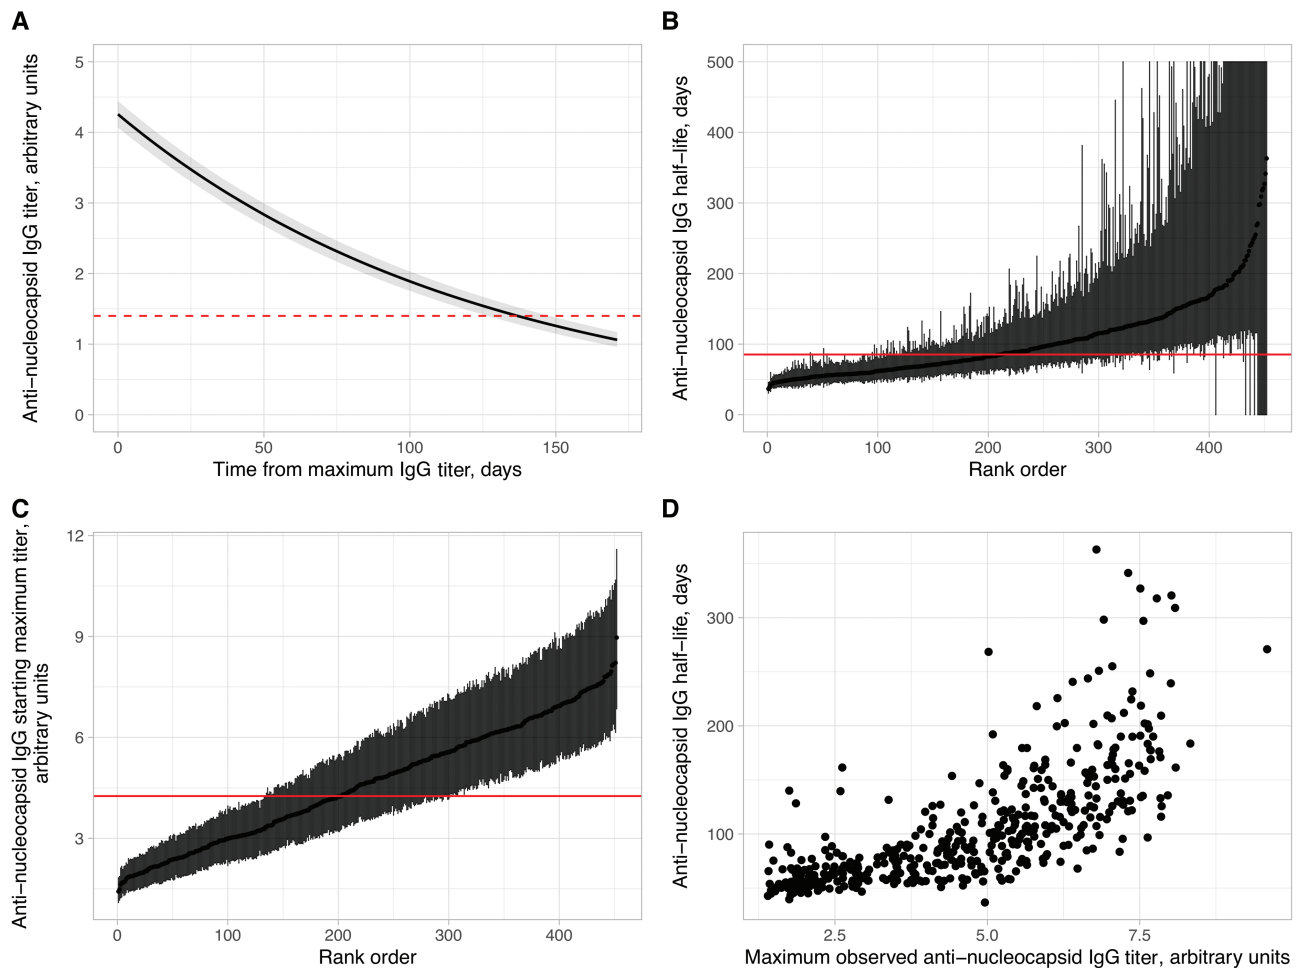 A
Anti−nucleocapsid IgG titer, arbitrary units
5
4
3
2
1
0
0 50 100 150
Time from maximum IgG titer, days
B
Anti−nucleocapsid IgG half−life, days
500
400
300
200
100
0
0 100 200 300 400
Rank order
C
Anti−nucleocapsid IgG starting maximum titer,
arbitrary units
12
9
6
3
0 100 200 300 400
Rank order
D
Anti−nucleocapsid IgG half−life, days
300
200
100
2.5 5.0 7.5
Maximum observed anti−nucleocapsid IgG titer, arbitrary units